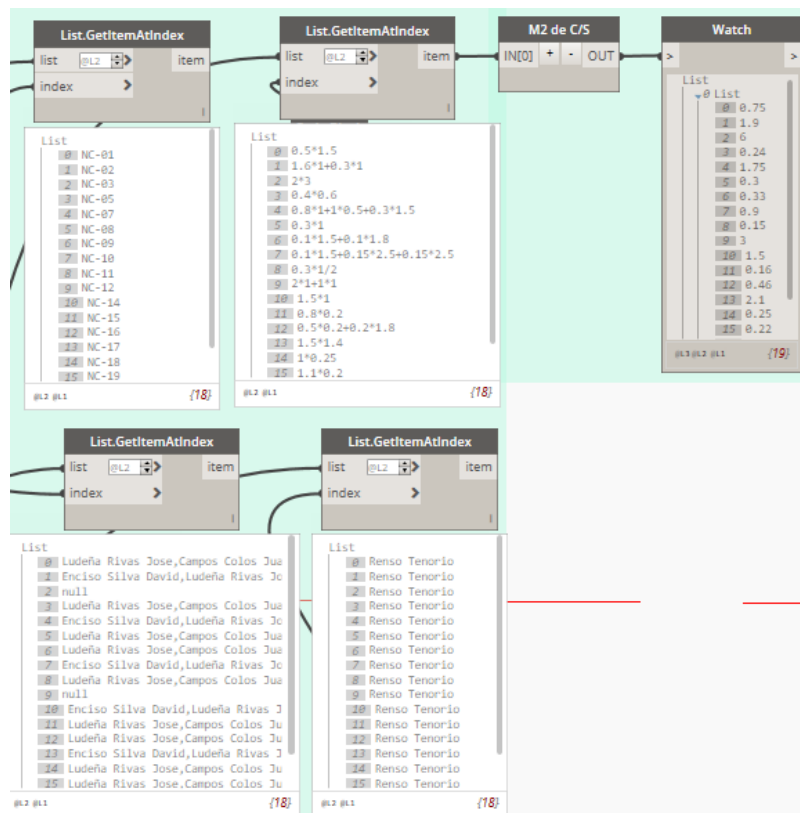 List.GetItemAtIndex
list @L2 > item
index >
l
List
0 NC-01
1 NC-02
2 NC-03
3 NC-05
4 NC-07
5 NC-08
6 NC-09
7 NC-10
8 NC-11
9 NC-12
10 NC-14
11 NC-15
12 NC-16
13 NC-17
14 NC-18
15 NC-19
@L2 @L1 {18}
List.GetItemAtIndex
list @L2 > item
index >
l
List
0 0.5*1.5
1 1.6*1+0.3*1
2 2*3
3 0.4*0.6
4 0.8*1+1*0.5+0.3*1.5
5 0.3*1
6 0.1*1.5+0.1*1.8
7 0.1*1.5+0.15*2.5+0.15*2.5
8 0.3*1/2
9 2*1+1*1
10 1.5*1
11 0.8*0.2
12 0.5*0.2+0.2*1.8
13 1.5*1.4
14 1*0.25
15 1.1*0.2
@L2 @L1 {18}
M2 de C/S
IN[0] + - OUT
Watch
> >
List
0 List
0 0.75
1 1.9
2 6
3 0.24
4 1.75
5 0.3
6 0.33
7 0.9
8 0.15
9 3
10 1.5
11 0.16
12 0.46
13 2.1
14 0.25
15 0.22
@L3 @L2 @L1 {19}
List.GetItemAtIndex
list @L2 > item
index >
l
List
0 Ludeña Rivas Jose,Campos Colos Jua
1 Enciso Silva David,Ludeña Rivas Jo
2 null
3 Ludeña Rivas Jose,Campos Colos Jua
4 Enciso Silva David,Ludeña Rivas Jo
5 Ludeña Rivas Jose,Campos Colos Jua
6 Ludeña Rivas Jose,Campos Colos Jua
7 Enciso Silva David,Ludeña Rivas Jo
8 Ludeña Rivas Jose,Campos Colos Jua
9 null
10 Enciso Silva David,Ludeña Rivas J
11 Ludeña Rivas Jose,Campos Colos Ju
12 Ludeña Rivas Jose,Campos Colos Ju
13 Enciso Silva David,Ludeña Rivas J
14 Ludeña Rivas Jose,Campos Colos Ju
15 Ludeña Rivas Jose,Campos Colos Ju
@L2 @L1 {18}
List.GetItemAtIndex
list @L2 > item
index >
l
List
0 Renso Tenorio
1 Renso Tenorio
2 Renso Tenorio
3 Renso Tenorio
4 Renso Tenorio
5 Renso Tenorio
6 Renso Tenorio
7 Renso Tenorio
8 Renso Tenorio
9 Renso Tenorio
10 Renso Tenorio
11 Renso Tenorio
12 Renso Tenorio
13 Renso Tenorio
14 Renso Tenorio
15 Renso Tenorio
@L2 @L1 {18}